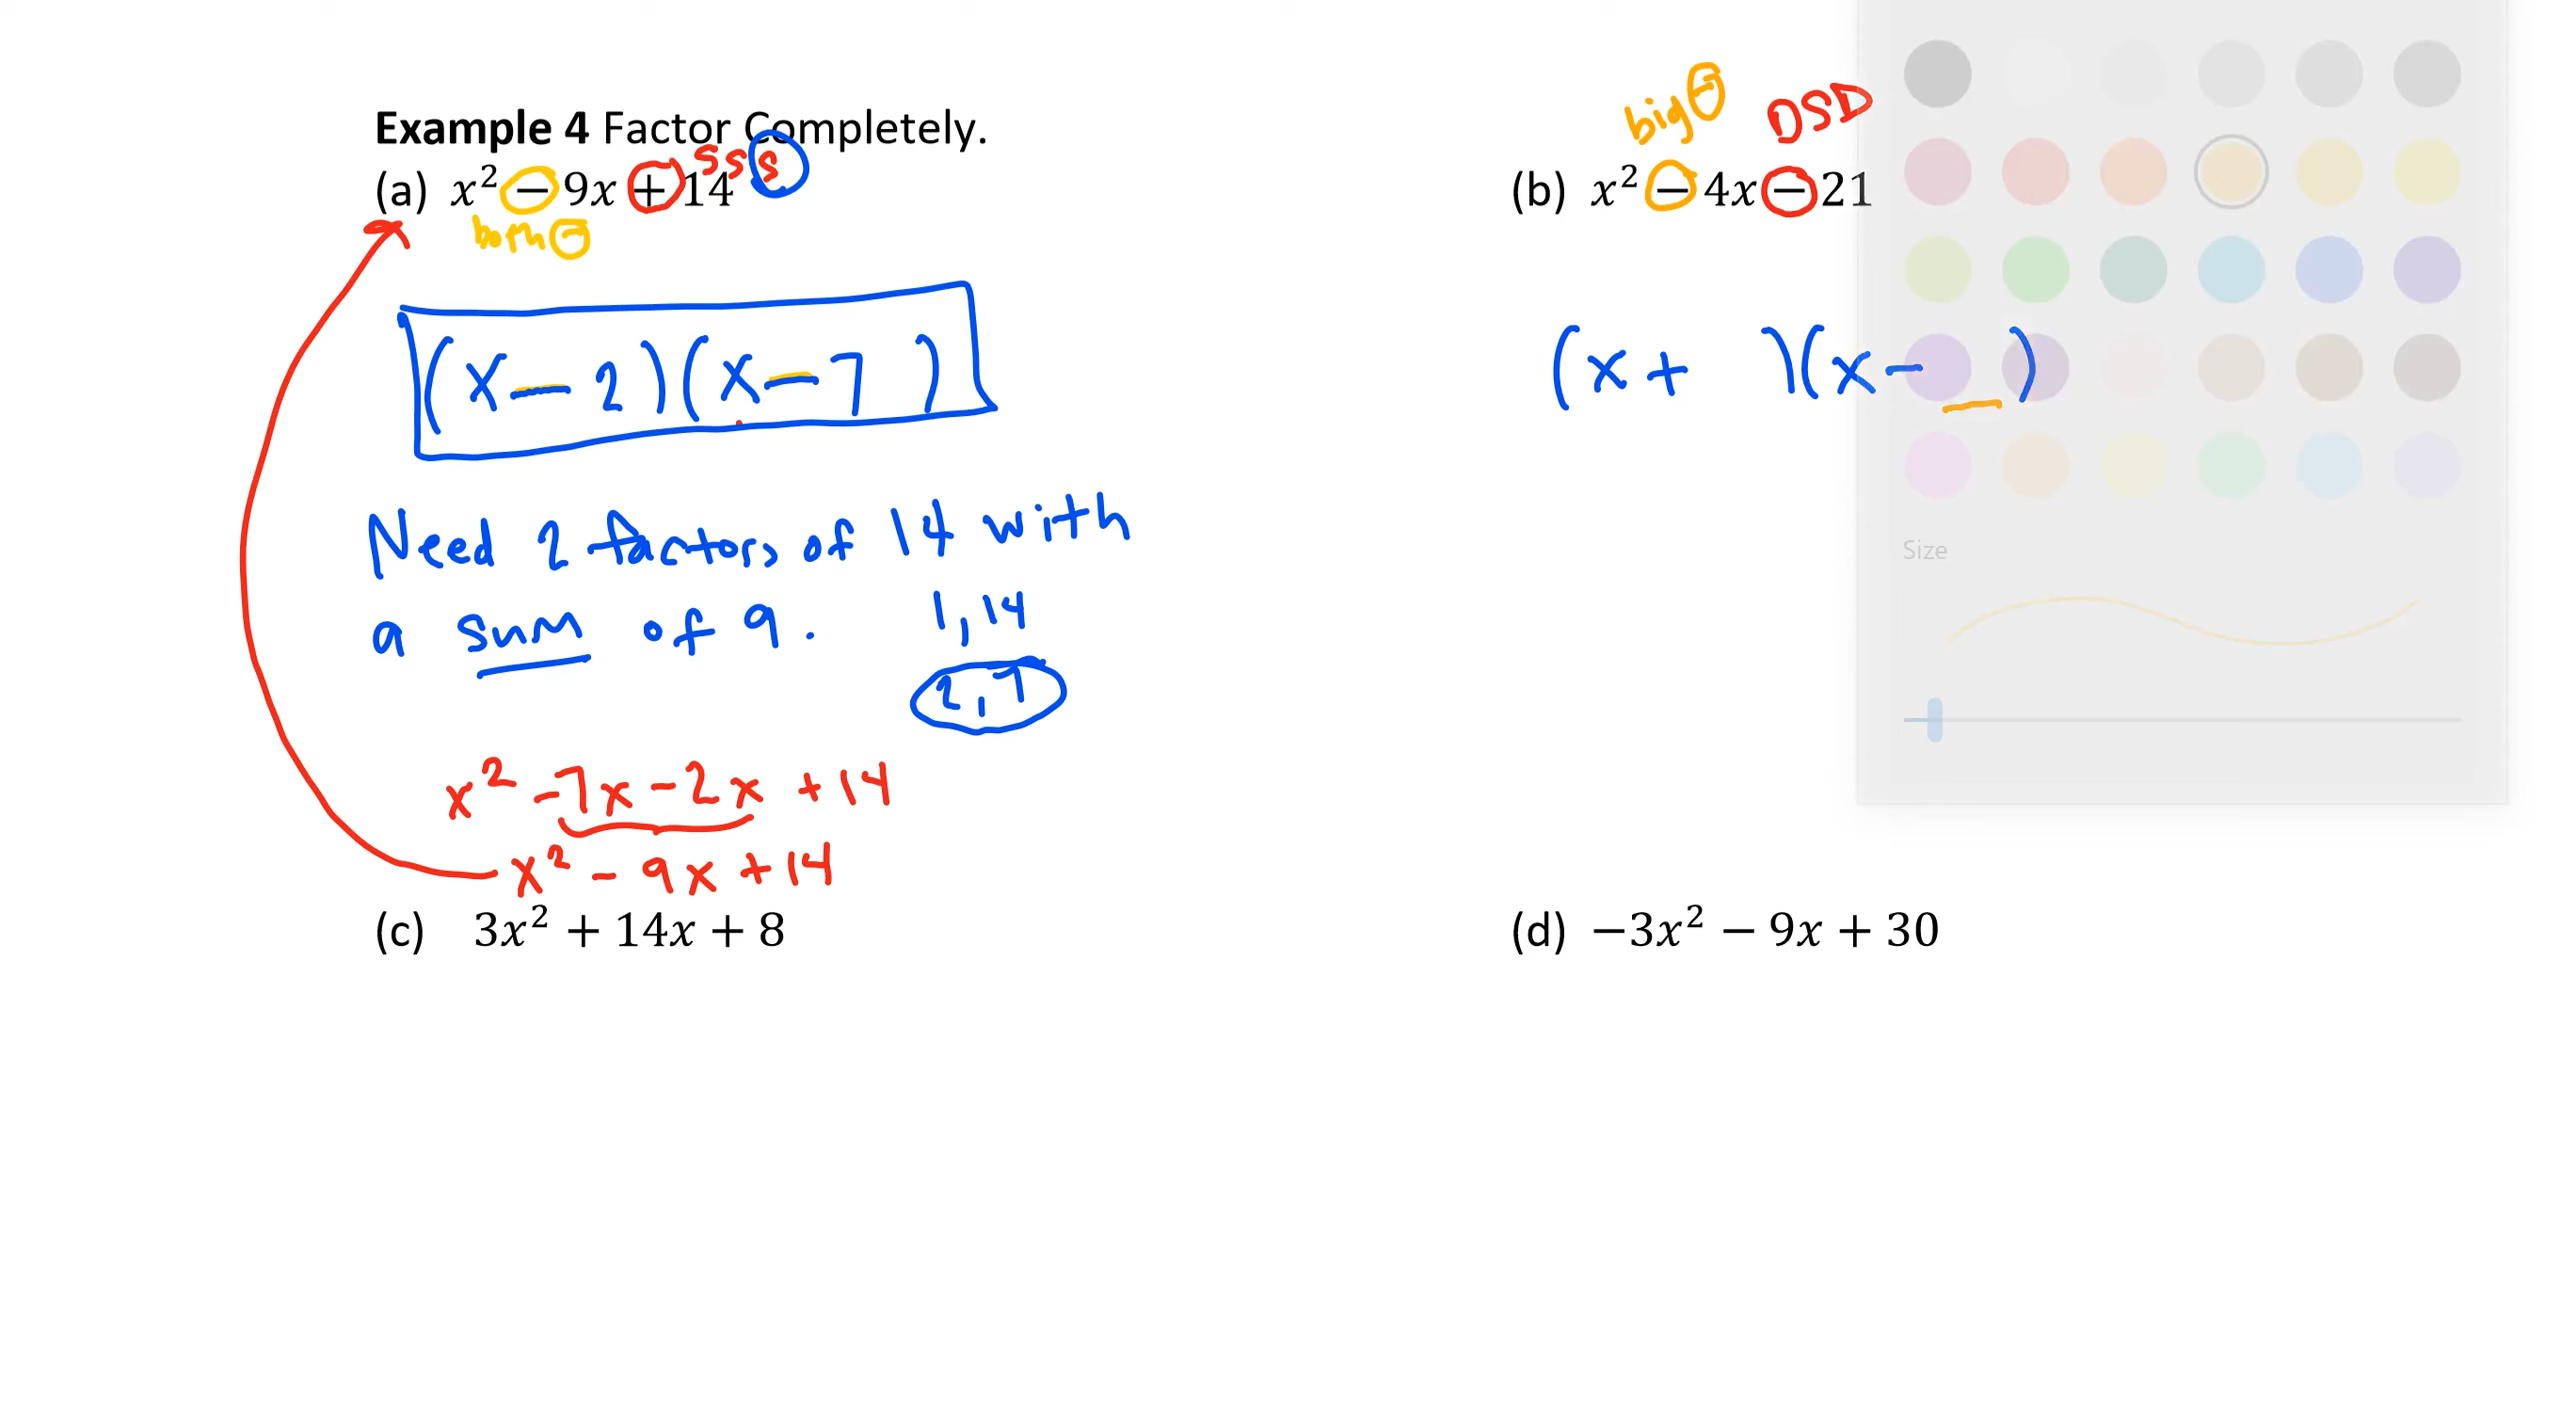 Example 4 Factor Completely.
(a) x² − 9x + 14 S S S
both ⊖
(x − 2)(x − 7)
Need 2 factors of 14 with
a sum of 9.
1, 14
2, 7
x² − 7x − 2x + 14
x² − 9x + 14
big ⊖ DSD
(b) x² − 4x − 21
(x + )(x − _ )
Size
(c) 3x² + 14x + 8
(d) −3x² − 9x + 30